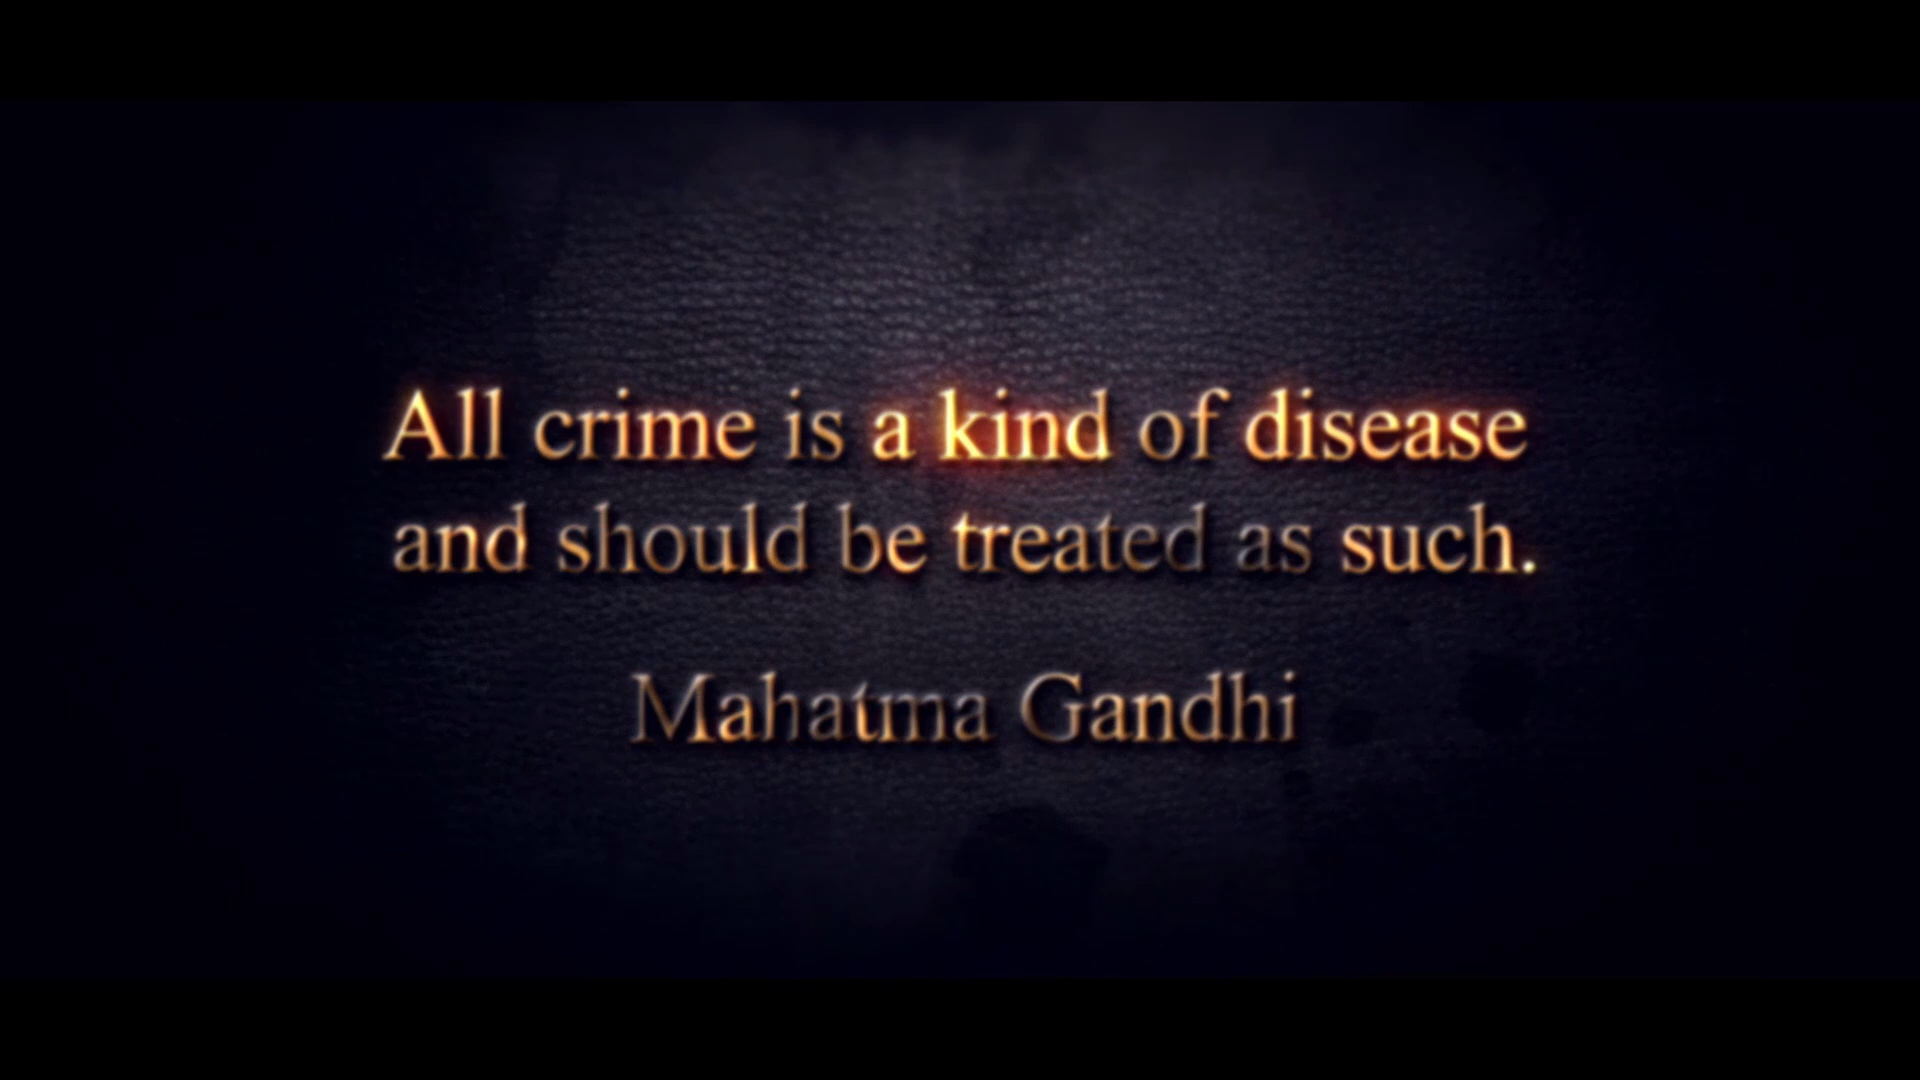 All crime is a kind of disease
and should be treated as such.
Mahatma Gandhi